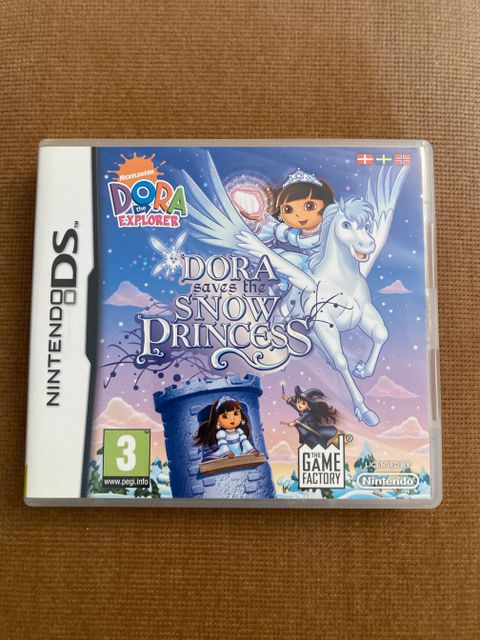 NINTENDO DS™
NICKELODEON
DORA
the
EXPLORER
DORA
saves the
SNOW
PRINCESS
3
www.pegi.info
THE
GAME
FACTORY
®
LICENSED BY
Nintendo